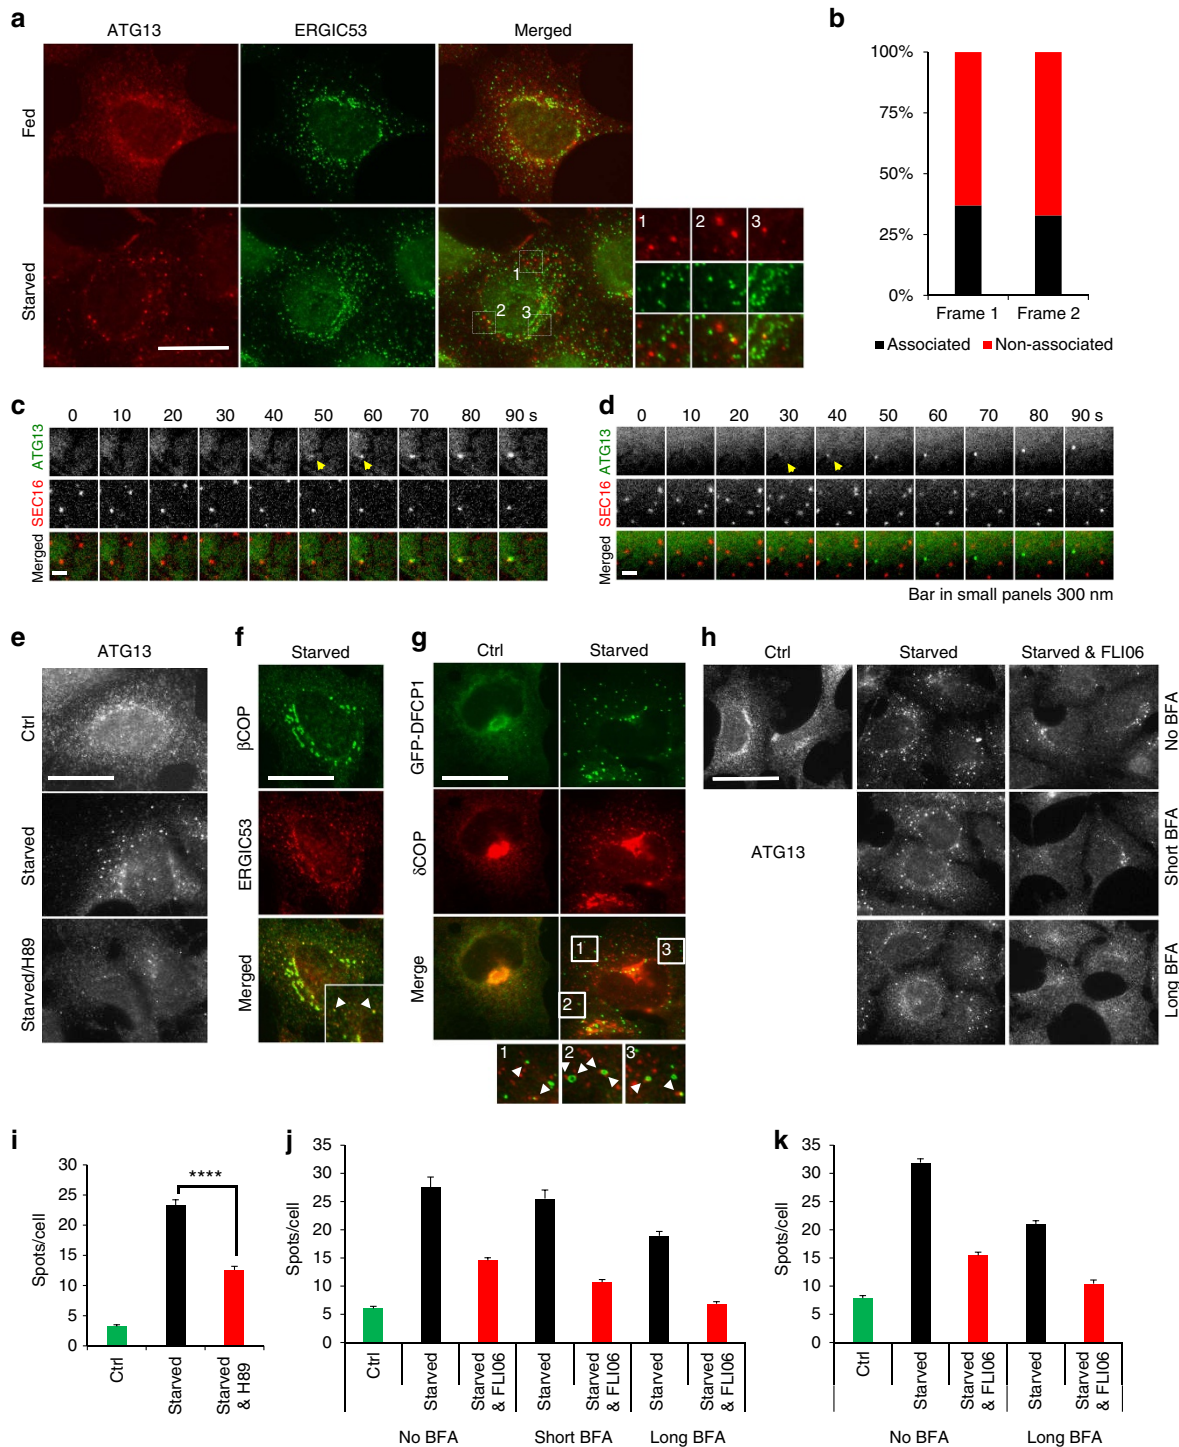 a
ATG13 ERGIC53 Merged
Fed
Starved
1
2
3
1 2 3
b
100%
75%
50%
25%
0%
Frame 1 Frame 2
Associated Non-associated
c
0 10 20 30 40 50 60 70 80 90 s
ATG13
SEC16
Merged
d
0 10 20 30 40 50 60 70 80 90 s
ATG13
SEC16
Merged
Bar in small panels 300 nm
e
ATG13
Ctrl
Starved
Starved/H89
f
Starved
βCOP
ERGIC53
Merged
g
Ctrl Starved
GFP-DFCP1
δCOP
Merge
1
2
3
1 2 3
h
Ctrl Starved Starved & FLI06
No BFA
Short BFA
Long BFA
ATG13
i
Spots/cell
30
25
20
15
10
5
0
****
Ctrl
Starved
Starved & H89
j
Spots/cell
35
30
25
20
15
10
5
0
Ctrl
Starved
Starved & FLI06
Starved
Starved & FLI06
Starved
Starved & FLI06
No BFA Short BFA Long BFA
k
Spots/cell
35
30
25
20
15
10
5
0
Ctrl
Starved
Starved & FLI06
Starved
Starved & FLI06
No BFA Long BFA